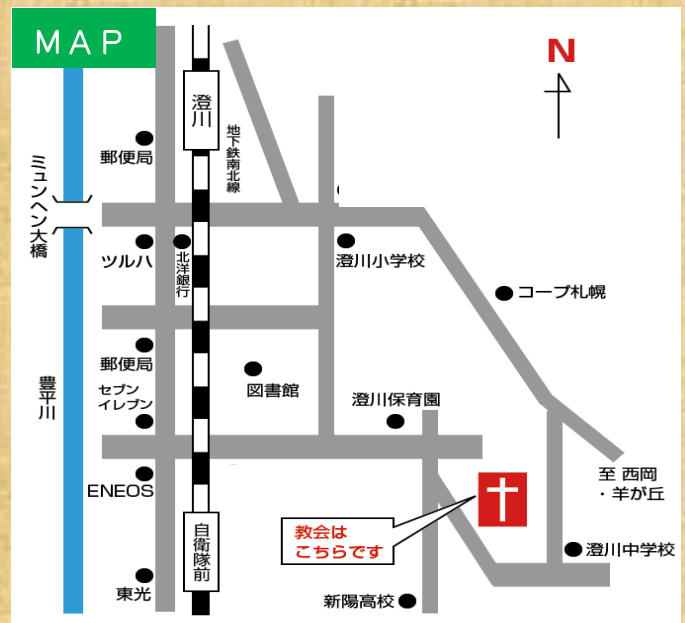 MAP
N
澄川
地下鉄南北線
郵便局
ミュンヘン大橋
ツルハ
北洋銀行
澄川小学校
コープ札幌
郵便局
豊平川
セブン
イレブン
図書館
澄川保育園
ENEOS
至 西岡
・羊が丘
教会は
こちらです
自衛隊前
澄川中学校
東光
新陽高校